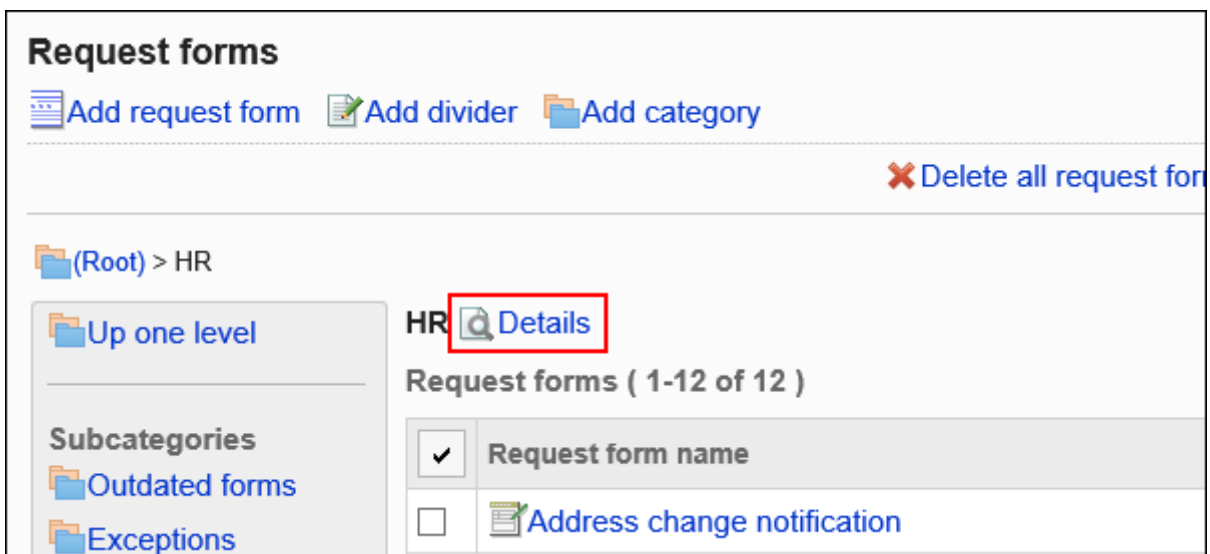 Request forms
Add request form Add divider Add category
Delete all request for
(Root) > HR
Up one level
Subcategories
Outdated forms
Exceptions
HR Details
Request forms ( 1-12 of 12 )
Request form name
Address change notification